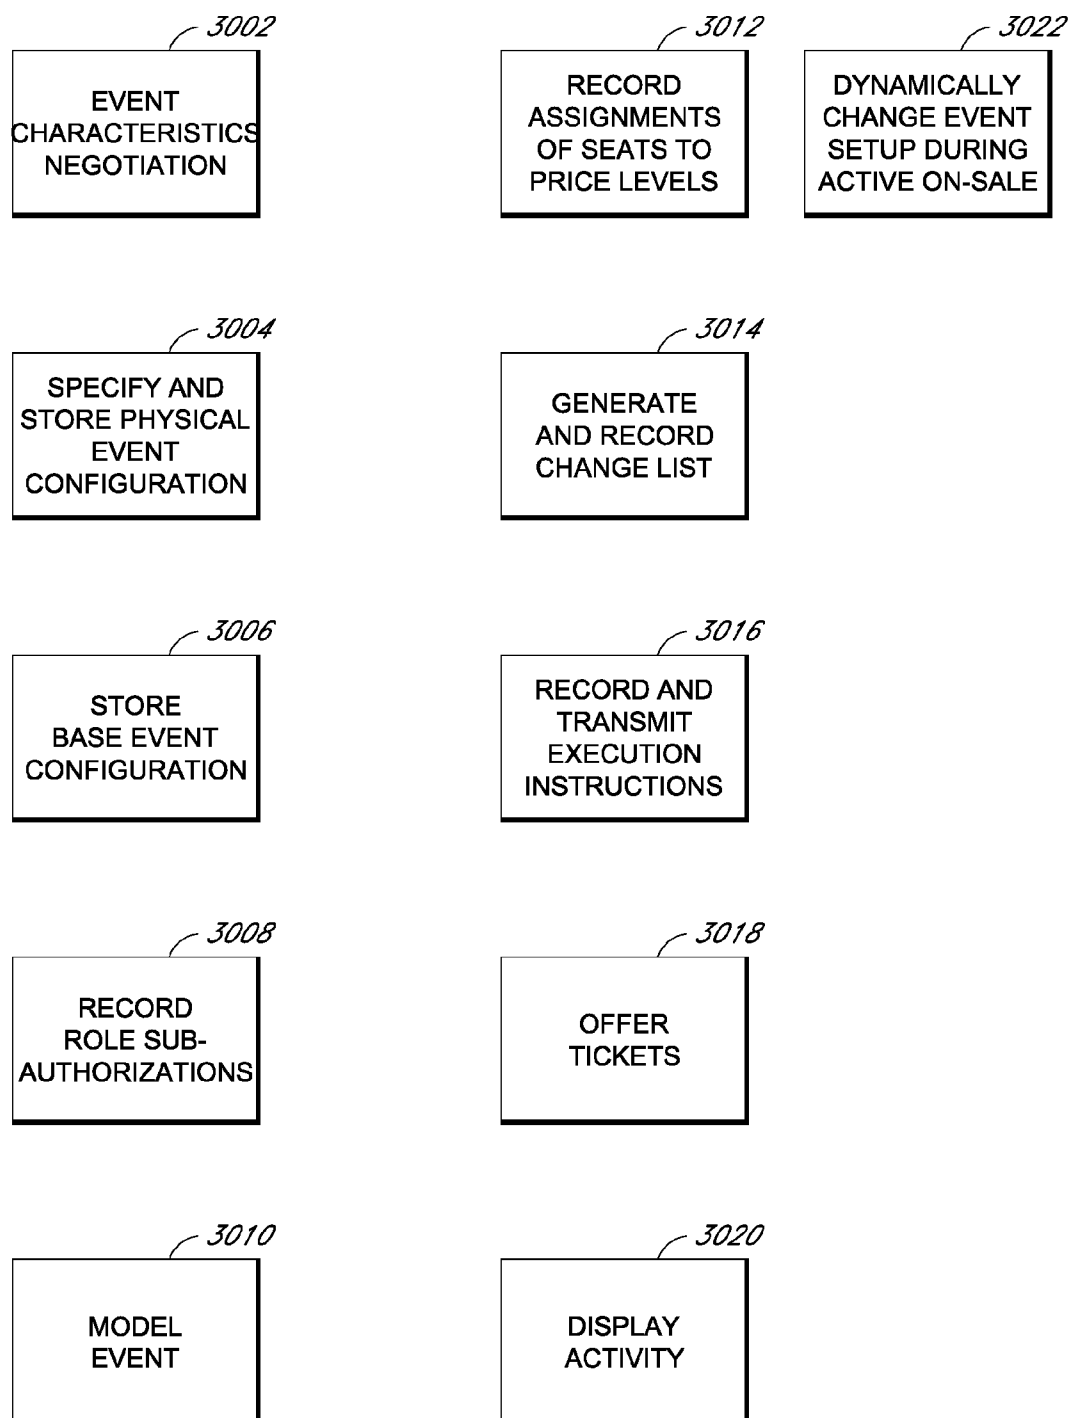 3002
EVENT
CHARACTERISTICS
NEGOTIATION
3004
SPECIFY AND
STORE PHYSICAL
EVENT
CONFIGURATION
3006
STORE
BASE EVENT
CONFIGURATION
3008
RECORD
ROLE SUB-
AUTHORIZATIONS
3010
MODEL
EVENT
3012
RECORD
ASSIGNMENTS
OF SEATS TO
PRICE LEVELS
3014
GENERATE
AND RECORD
CHANGE LIST
3016
RECORD AND
TRANSMIT
EXECUTION
INSTRUCTIONS
3018
OFFER
TICKETS
3020
DISPLAY
ACTIVITY
3022
DYNAMICALLY
CHANGE EVENT
SETUP DURING
ACTIVE ON-SALE